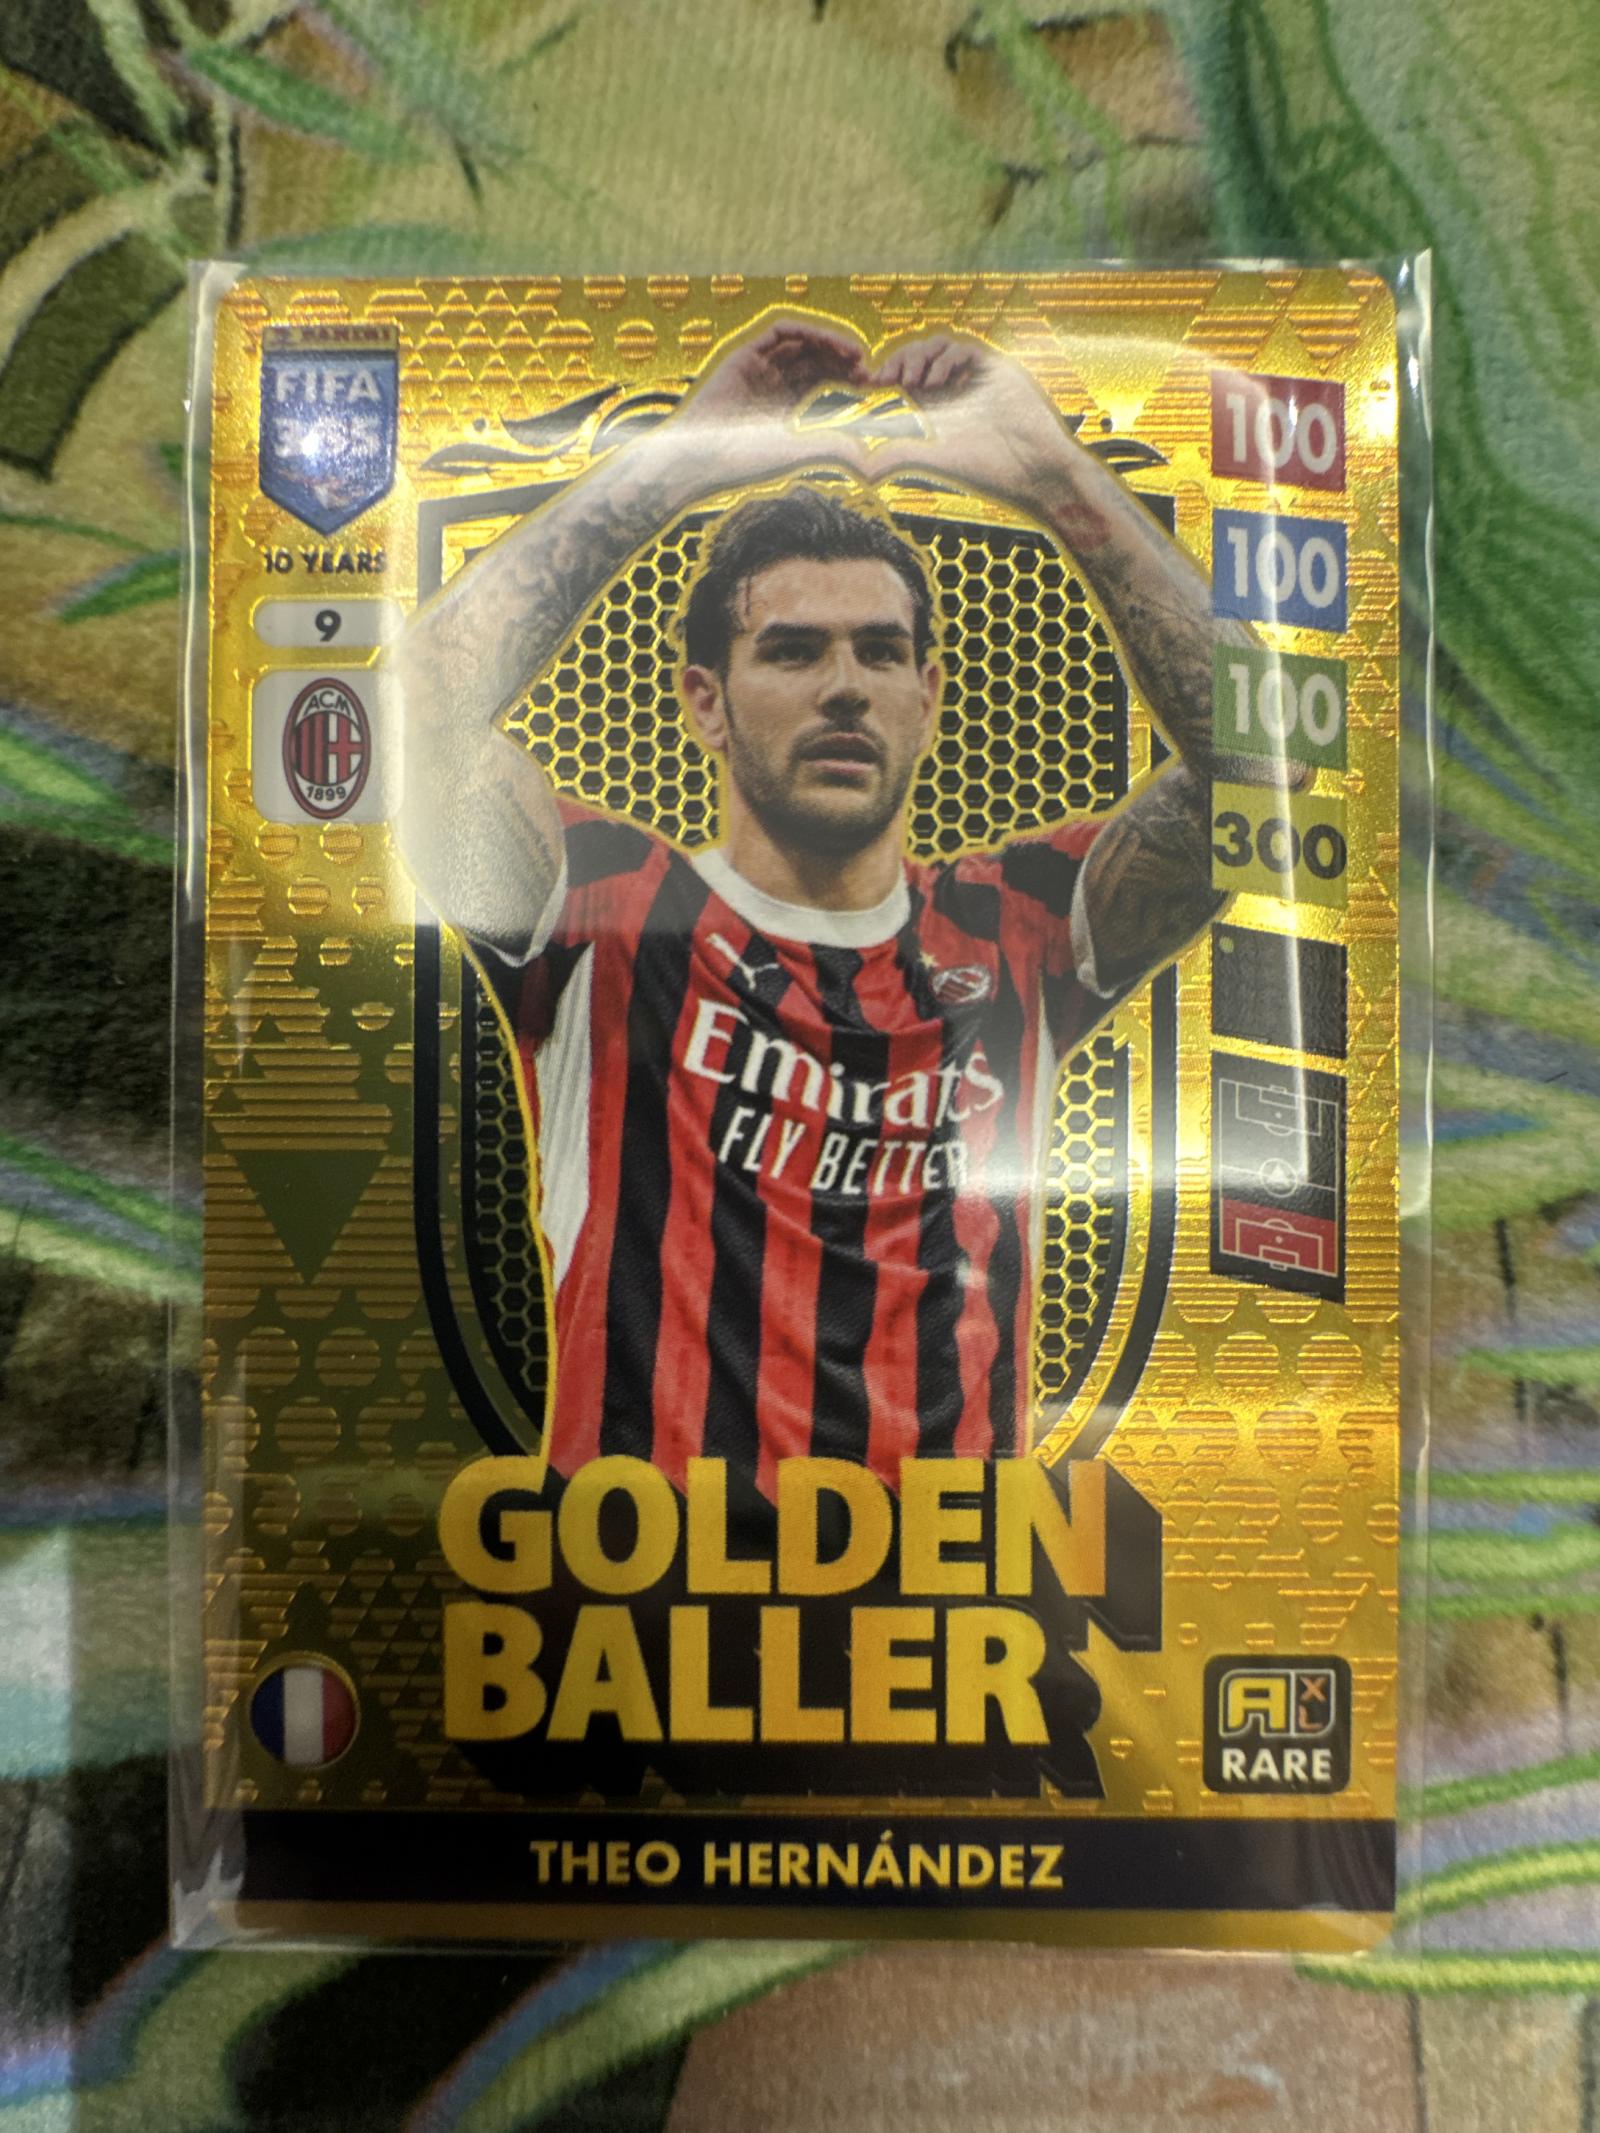 PANINI
FIFA
365
10 YEARS
9
ACM
1899
100
100
100
300
Emirates
FLY BETTER
GOLDEN
BALLER
AXL
RARE
THEO HERNÁNDEZ